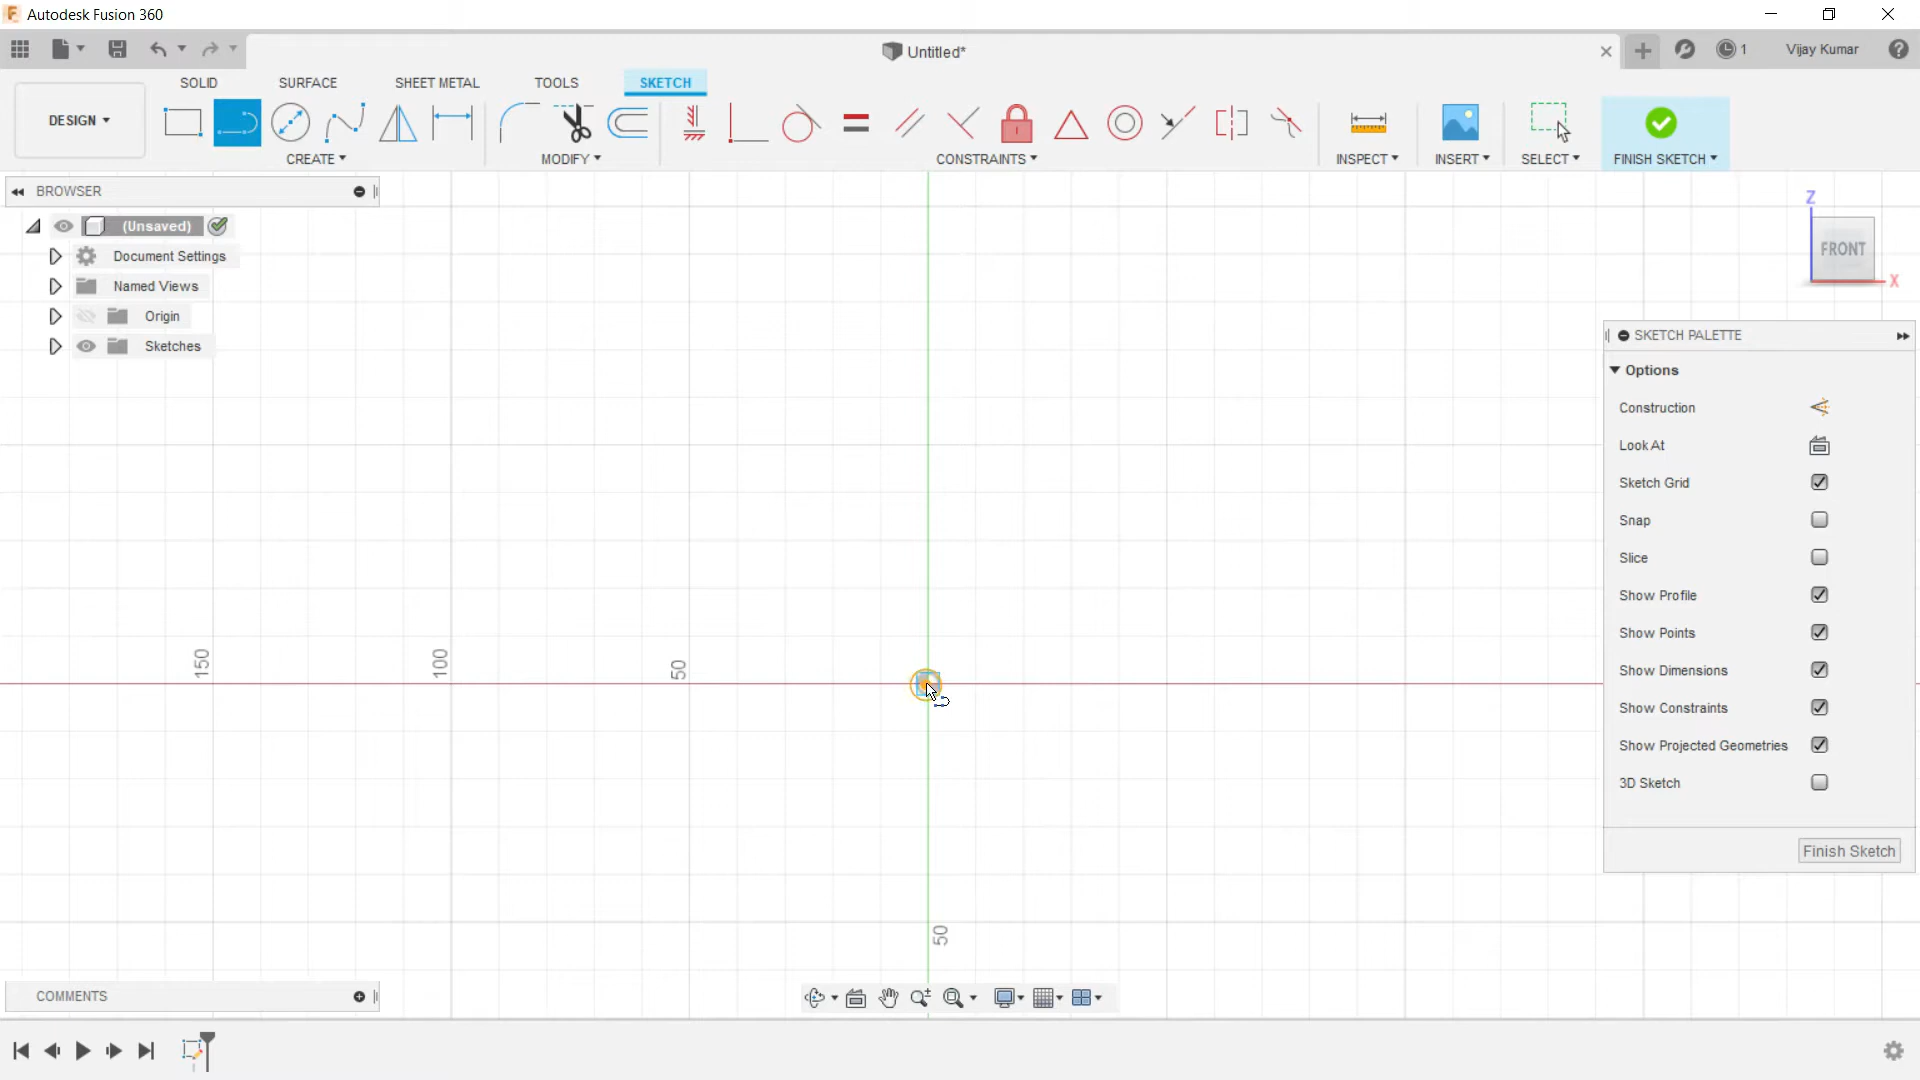 Autodesk Fusion 360
Untitled*
1
Vijay Kumar
SOLID
SURFACE
SHEET METAL
TOOLS
SKETCH
DESIGN
CREATE
MODIFY
CONSTRAINTS
INSPECT
INSERT
SELECT
FINISH SKETCH
BROWSER
(Unsaved)
Document Settings
Named Views
Origin
Sketches
Z
FRONT
X
SKETCH PALETTE
Options
Construction
Look At
Sketch Grid
Snap
Slice
Show Profile
Show Points
Show Dimensions
Show Constraints
Show Projected Geometries
3D Sketch
Finish Sketch
150
100
50
50
COMMENTS